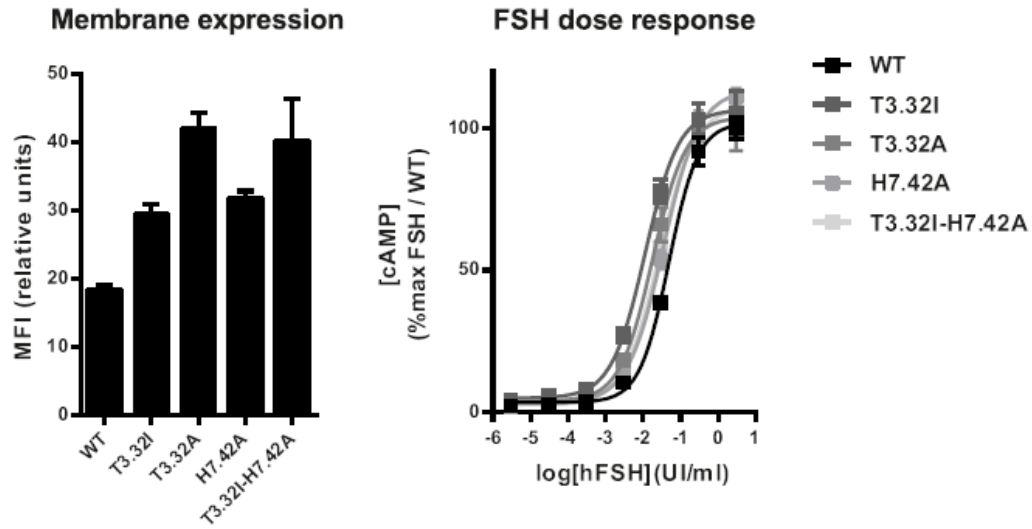 Membrane expression
MFI (relative units)
50
40
30
20
10
0
WT
T3.32I
T3.32A
H7.42A
T3.32I-H7.42A
FSH dose response
[cAMP]
(%max FSH / WT)
100
50
0
-6 -5 -4 -3 -2 -1 0 1
log[hFSH] (UI/ml)
WT
T3.32I
T3.32A
H7.42A
T3.32I-H7.42A